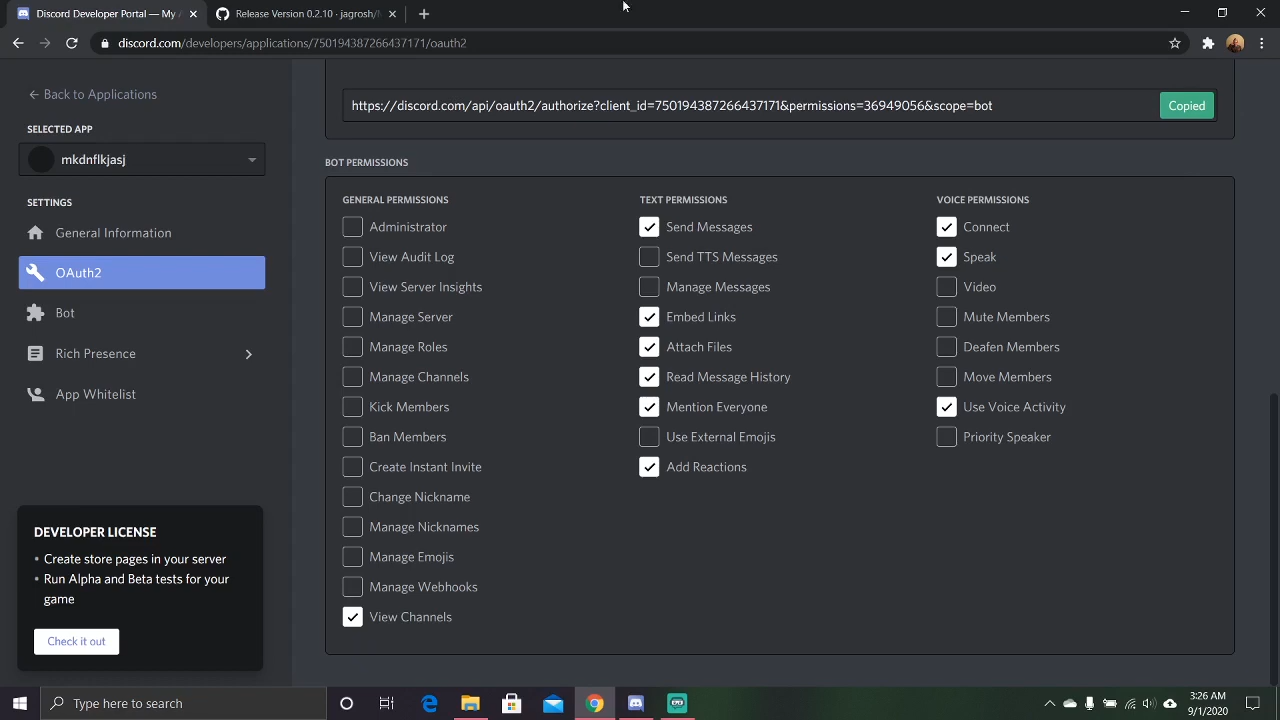 Discord Developer Portal — My A
Release Version 0.2.10 · jagrosh/
discord.com/developers/applications/750194387266437171/oauth2
Back to Applications
SELECTED APP
mkdnflkjasj
SETTINGS
General Information
OAuth2
Bot
Rich Presence
App Whitelist
DEVELOPER LICENSE
• Create store pages in your server
• Run Alpha and Beta tests for your
game
Check it out
https://discord.com/api/oauth2/authorize?client_id=750194387266437171&permissions=36949056&scope=bot
Copied
BOT PERMISSIONS
GENERAL PERMISSIONS
Administrator
View Audit Log
View Server Insights
Manage Server
Manage Roles
Manage Channels
Kick Members
Ban Members
Create Instant Invite
Change Nickname
Manage Nicknames
Manage Emojis
Manage Webhooks
View Channels
TEXT PERMISSIONS
Send Messages
Send TTS Messages
Manage Messages
Embed Links
Attach Files
Read Message History
Mention Everyone
Use External Emojis
Add Reactions
VOICE PERMISSIONS
Connect
Speak
Video
Mute Members
Deafen Members
Move Members
Use Voice Activity
Priority Speaker
Type here to search
3:26 AM
9/1/2020